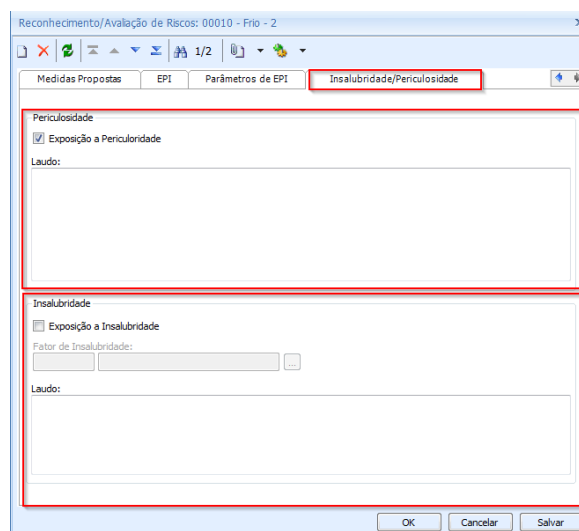 Reconhecimento/Avaliação de Riscos: 00010 - Frio - 2
1/2
Medidas Propostas EPI Parâmetros de EPI Insalubridade/Periculosidade
Periculosidade
Exposição a Periculoridade
Laudo:
Insalubridade
Exposição a Insalubridade
Fator de Insalubridade:
...
Laudo:
OK Cancelar Salvar